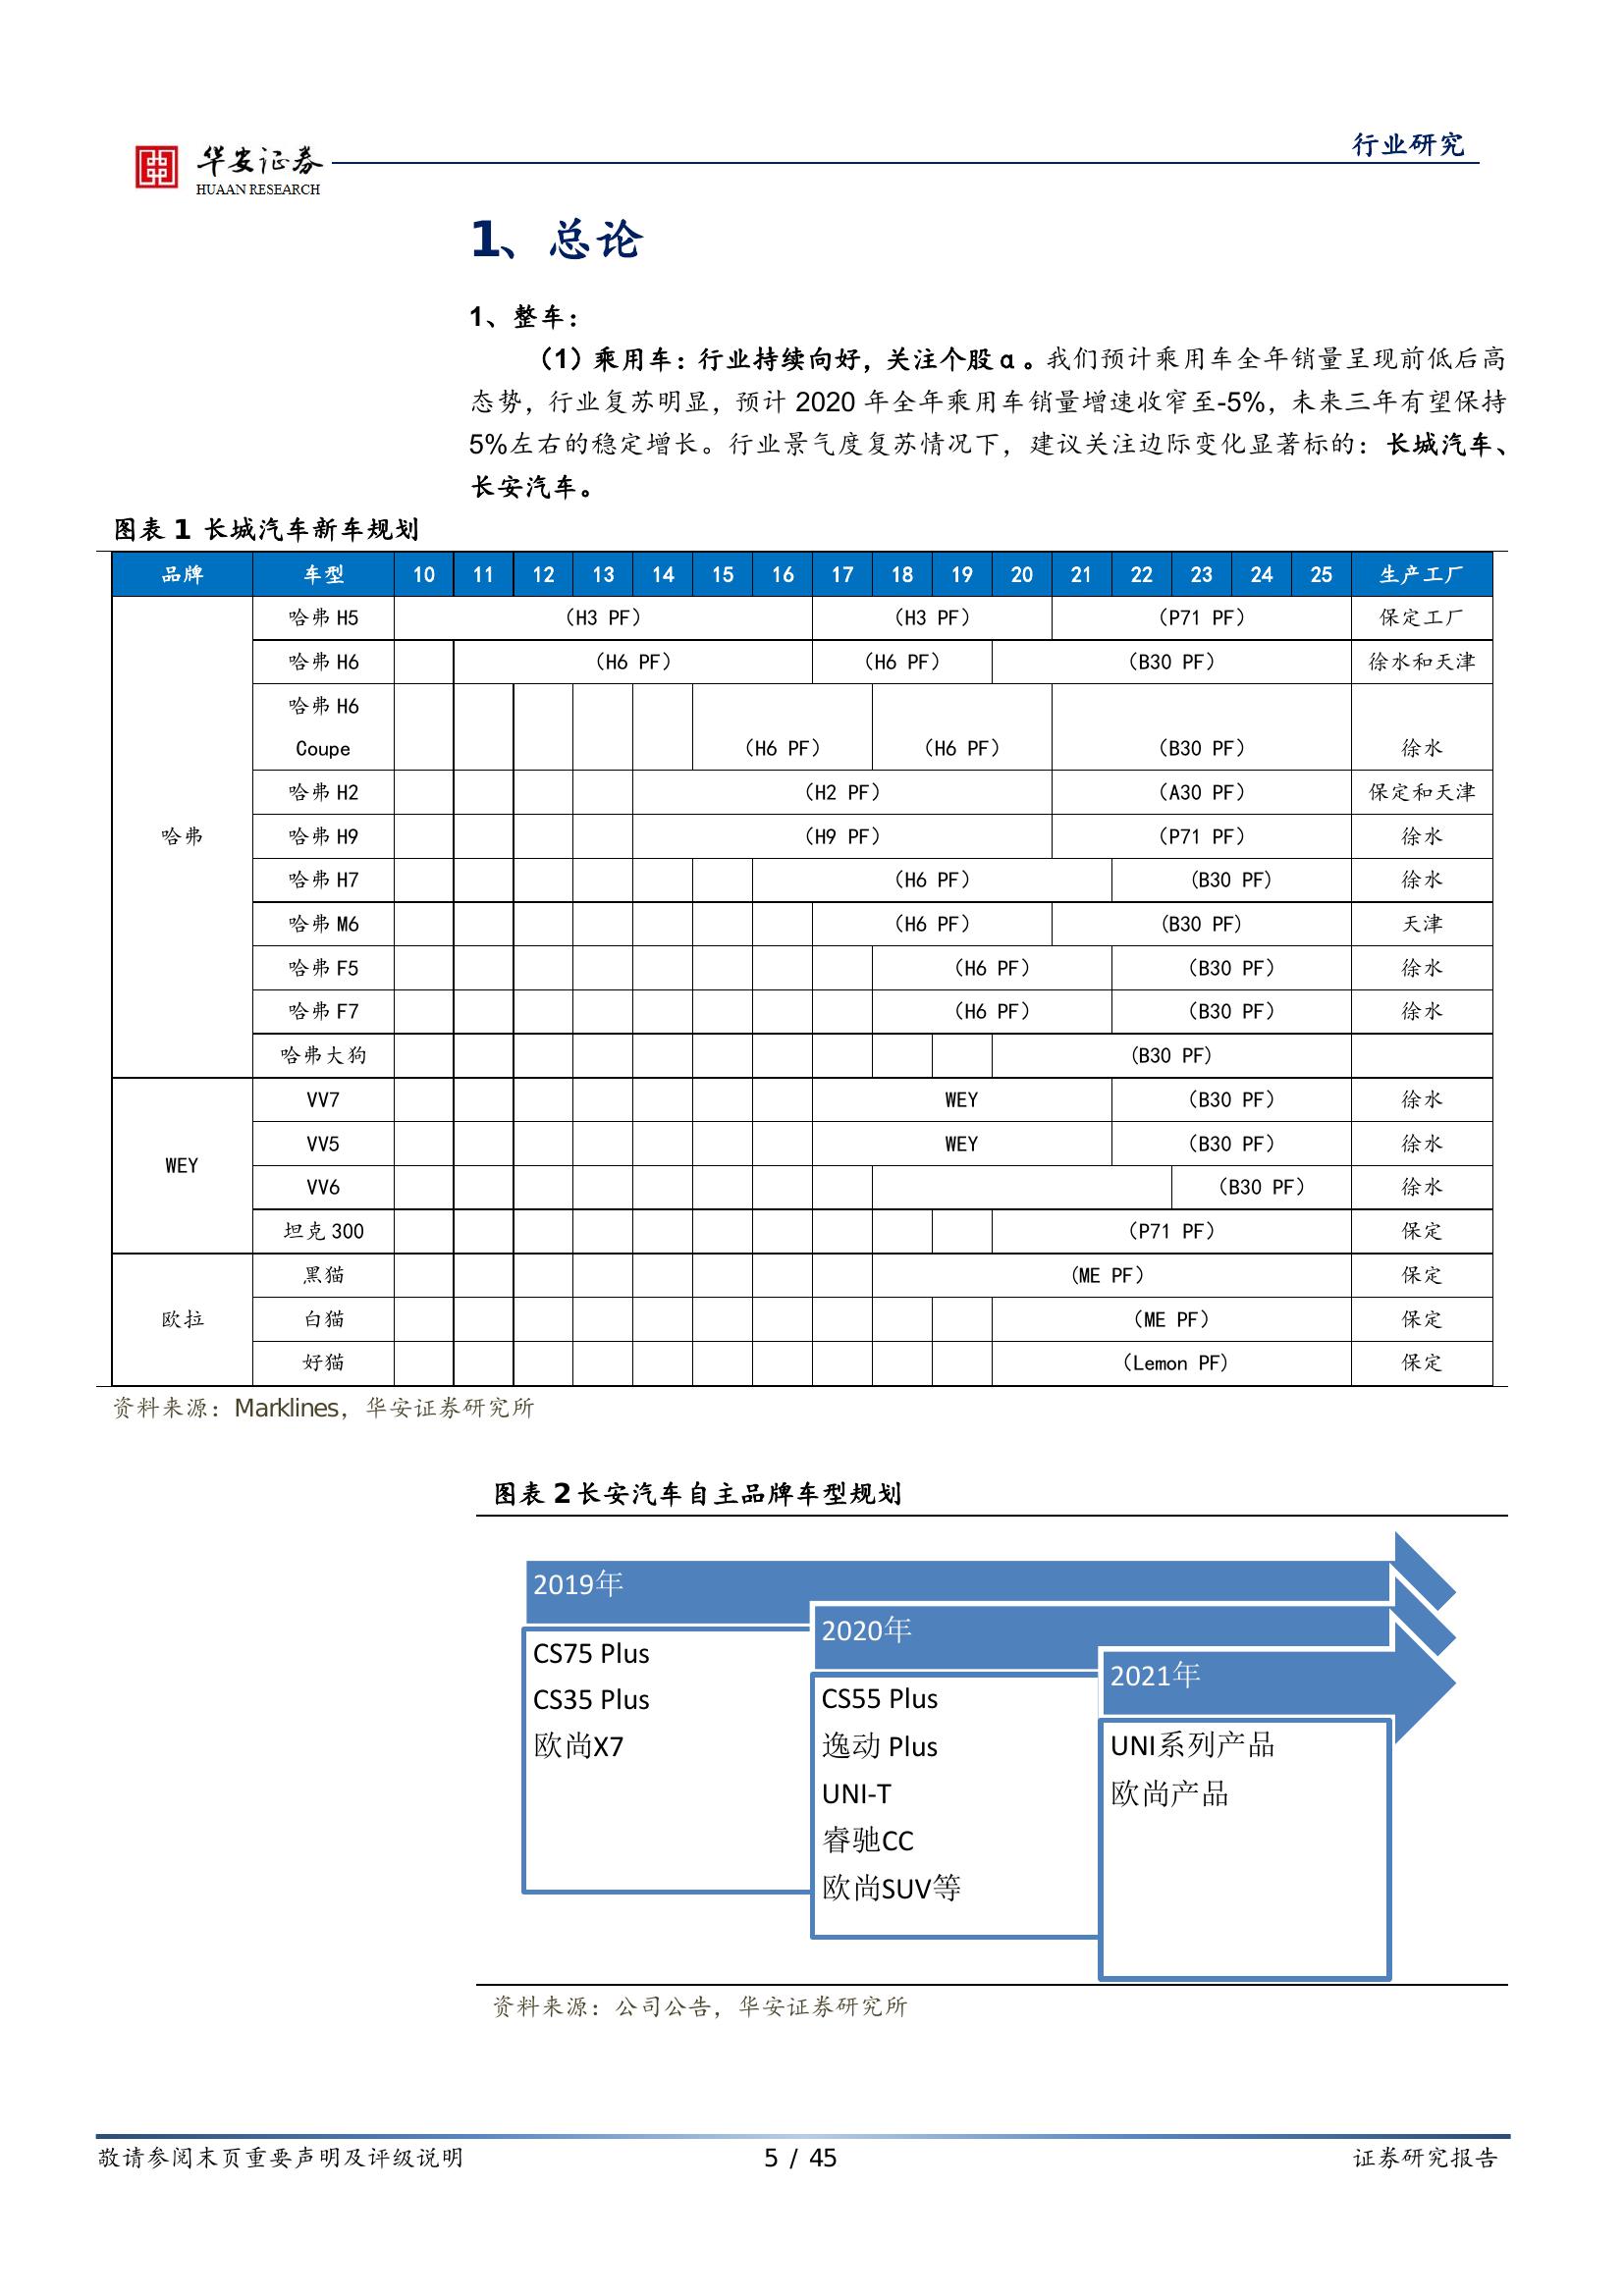 华安证券
HUAAN RESEARCH
行业研究
1、总论
1、整车：
（1）乘用车：行业持续向好，关注个股α。我们预计乘用车全年销量呈现前低后高
态势，行业复苏明显，预计 2020 年全年乘用车销量增速收窄至-5%，未来三年有望保持
5%左右的稳定增长。行业景气度复苏情况下，建议关注边际变化显著标的：长城汽车、
长安汽车。
图表 1 长城汽车新车规划
品牌 车型 10 11 12 13 14 15 16 17 18 19 20 21 22 23 24 25 生产工厂
哈弗 H5 （H3 PF） （H3 PF） （P71 PF） 保定工厂
哈弗 H6 （H6 PF） （H6 PF） （B30 PF） 徐水和天津
哈弗 H6
Coupe （H6 PF） （H6 PF） （B30 PF） 徐水
哈弗 H2 （H2 PF） （A30 PF） 保定和天津
哈弗 哈弗 H9 （H9 PF） （P71 PF） 徐水
哈弗 H7 （H6 PF） (B30 PF) 徐水
哈弗 M6 （H6 PF） (B30 PF) 天津
哈弗 F5 （H6 PF） （B30 PF） 徐水
哈弗 F7 （H6 PF） （B30 PF） 徐水
哈弗大狗 (B30 PF)
VV7 WEY （B30 PF） 徐水
VV5 WEY （B30 PF） 徐水
WEY
VV6 （B30 PF） 徐水
坦克 300 （P71 PF） 保定
黑猫 (ME PF） 保定
欧拉 白猫 （ME PF） 保定
好猫 （Lemon PF) 保定
资料来源：Marklines，华安证券研究所
图表 2 长安汽车自主品牌车型规划
2019年
CS75 Plus
CS35 Plus
欧尚X7
2020年
CS55 Plus
逸动 Plus
UNI-T
睿驰CC
欧尚SUV等
2021年
UNI系列产品
欧尚产品
资料来源：公司公告，华安证券研究所
敬请参阅末页重要声明及评级说明 5 / 45 证券研究报告